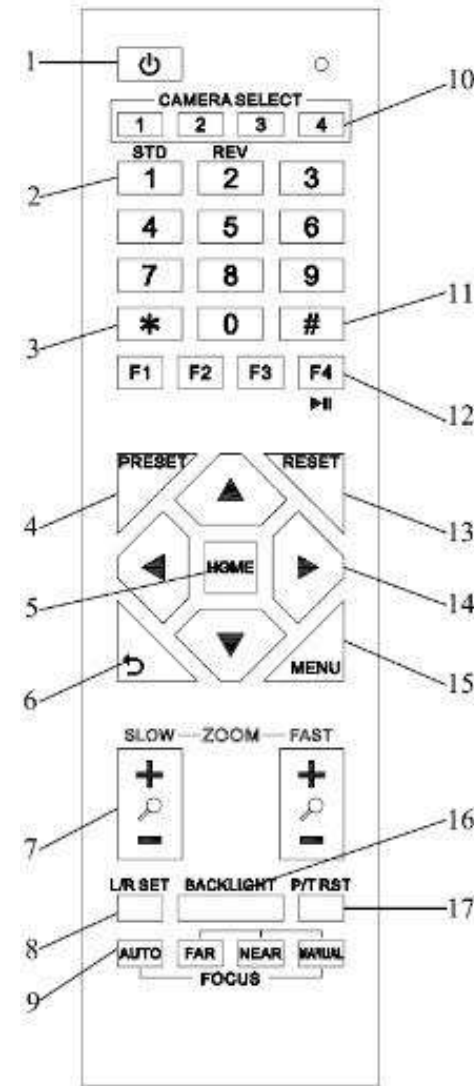 1
CAMERA SELECT
10
1 2 3 4
STD REV
2
1 2 3
4 5 6
7 8 9
11
3
* 0 #
F1 F2 F3 F4
12
PRESET RESET
4
13
HOME
5
14
6
MENU
15
SLOW ZOOM FAST
+ +
16
7
- -
L/R SET BACKLIGHT P/T RST
17
8
AUTO FAR NEAR MANUAL
9
FOCUS